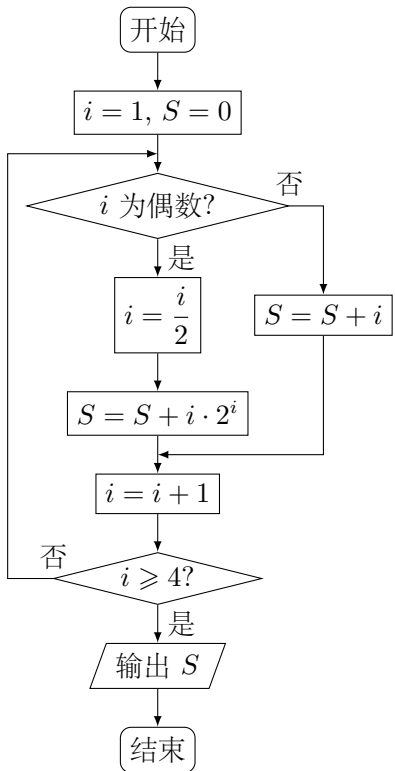 开始
i = 1, S = 0
i 为偶数?
否
是
i = i/2
S = S + i
S = S + i · 2^i
i = i + 1
否
i ⩾ 4?
是
输出 S
结束